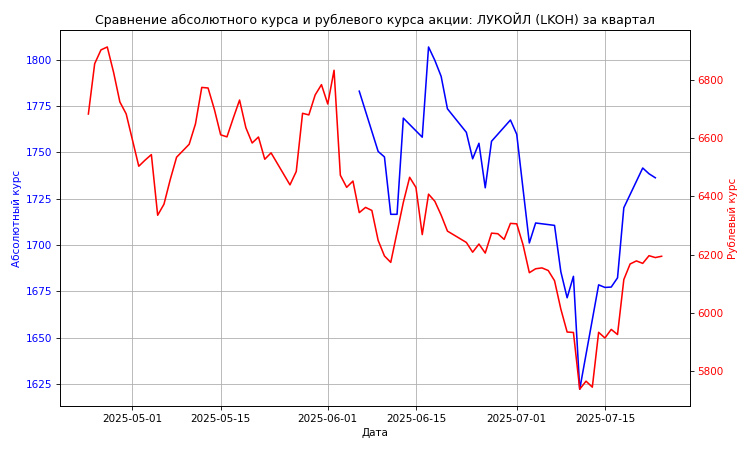 Сравнение абсолютного курса и рублевого курса акции: ЛУКОЙЛ (LKOH) за квартал
Абсолютный курс
1800
1775
1750
1725
1700
1675
1650
1625
6800
6600
6400
6200
6000
5800
Рублевый курс
2025-05-01 2025-05-15 2025-06-01 2025-06-15 2025-07-01 2025-07-15
Дата